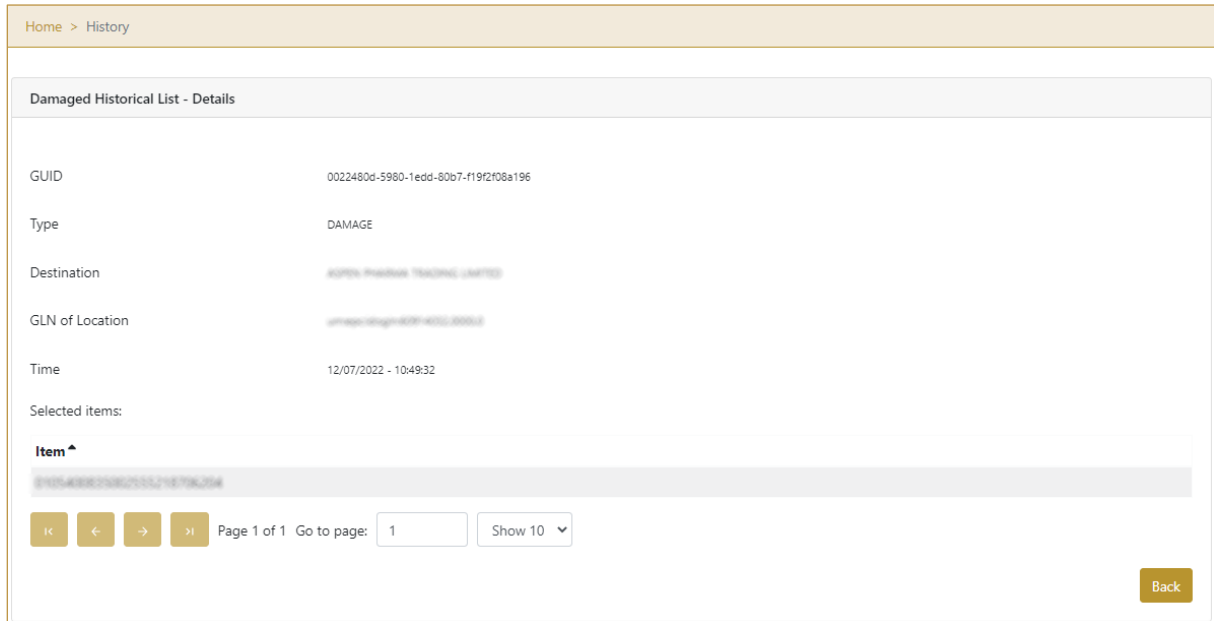 Home > History
Damaged Historical List - Details
GUID 0022480d-5980-1edd-80b7-f19f2f08a196
Type DAMAGE
Destination
GLN of Location
Time 12/07/2022 - 10:49:32
Selected items:
Item
Page 1 of 1 Go to page: 1 Show 10
Back